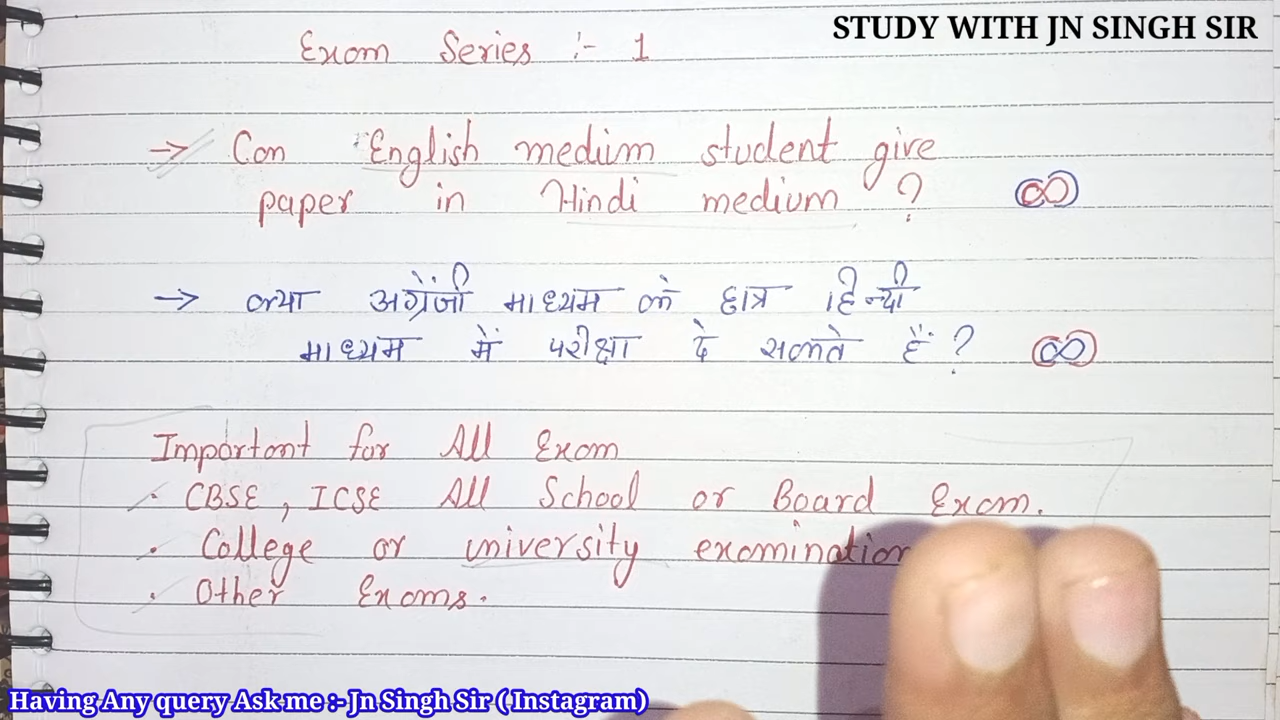 STUDY WITH JN SINGH SIR
Exam Series :- 1
→ Can English medium student give
paper in Hindi medium ?
→ क्या अंग्रेजी माध्यम के छात्र हिन्दी
माध्यम में परीक्षा दे सकते हैं ?
Important for All Exam
• CBSE, ICSE All School or Board Exam.
• College or university examination
• Other Exams.
Having Any query Ask me :- Jn Singh Sir ( Instagram)